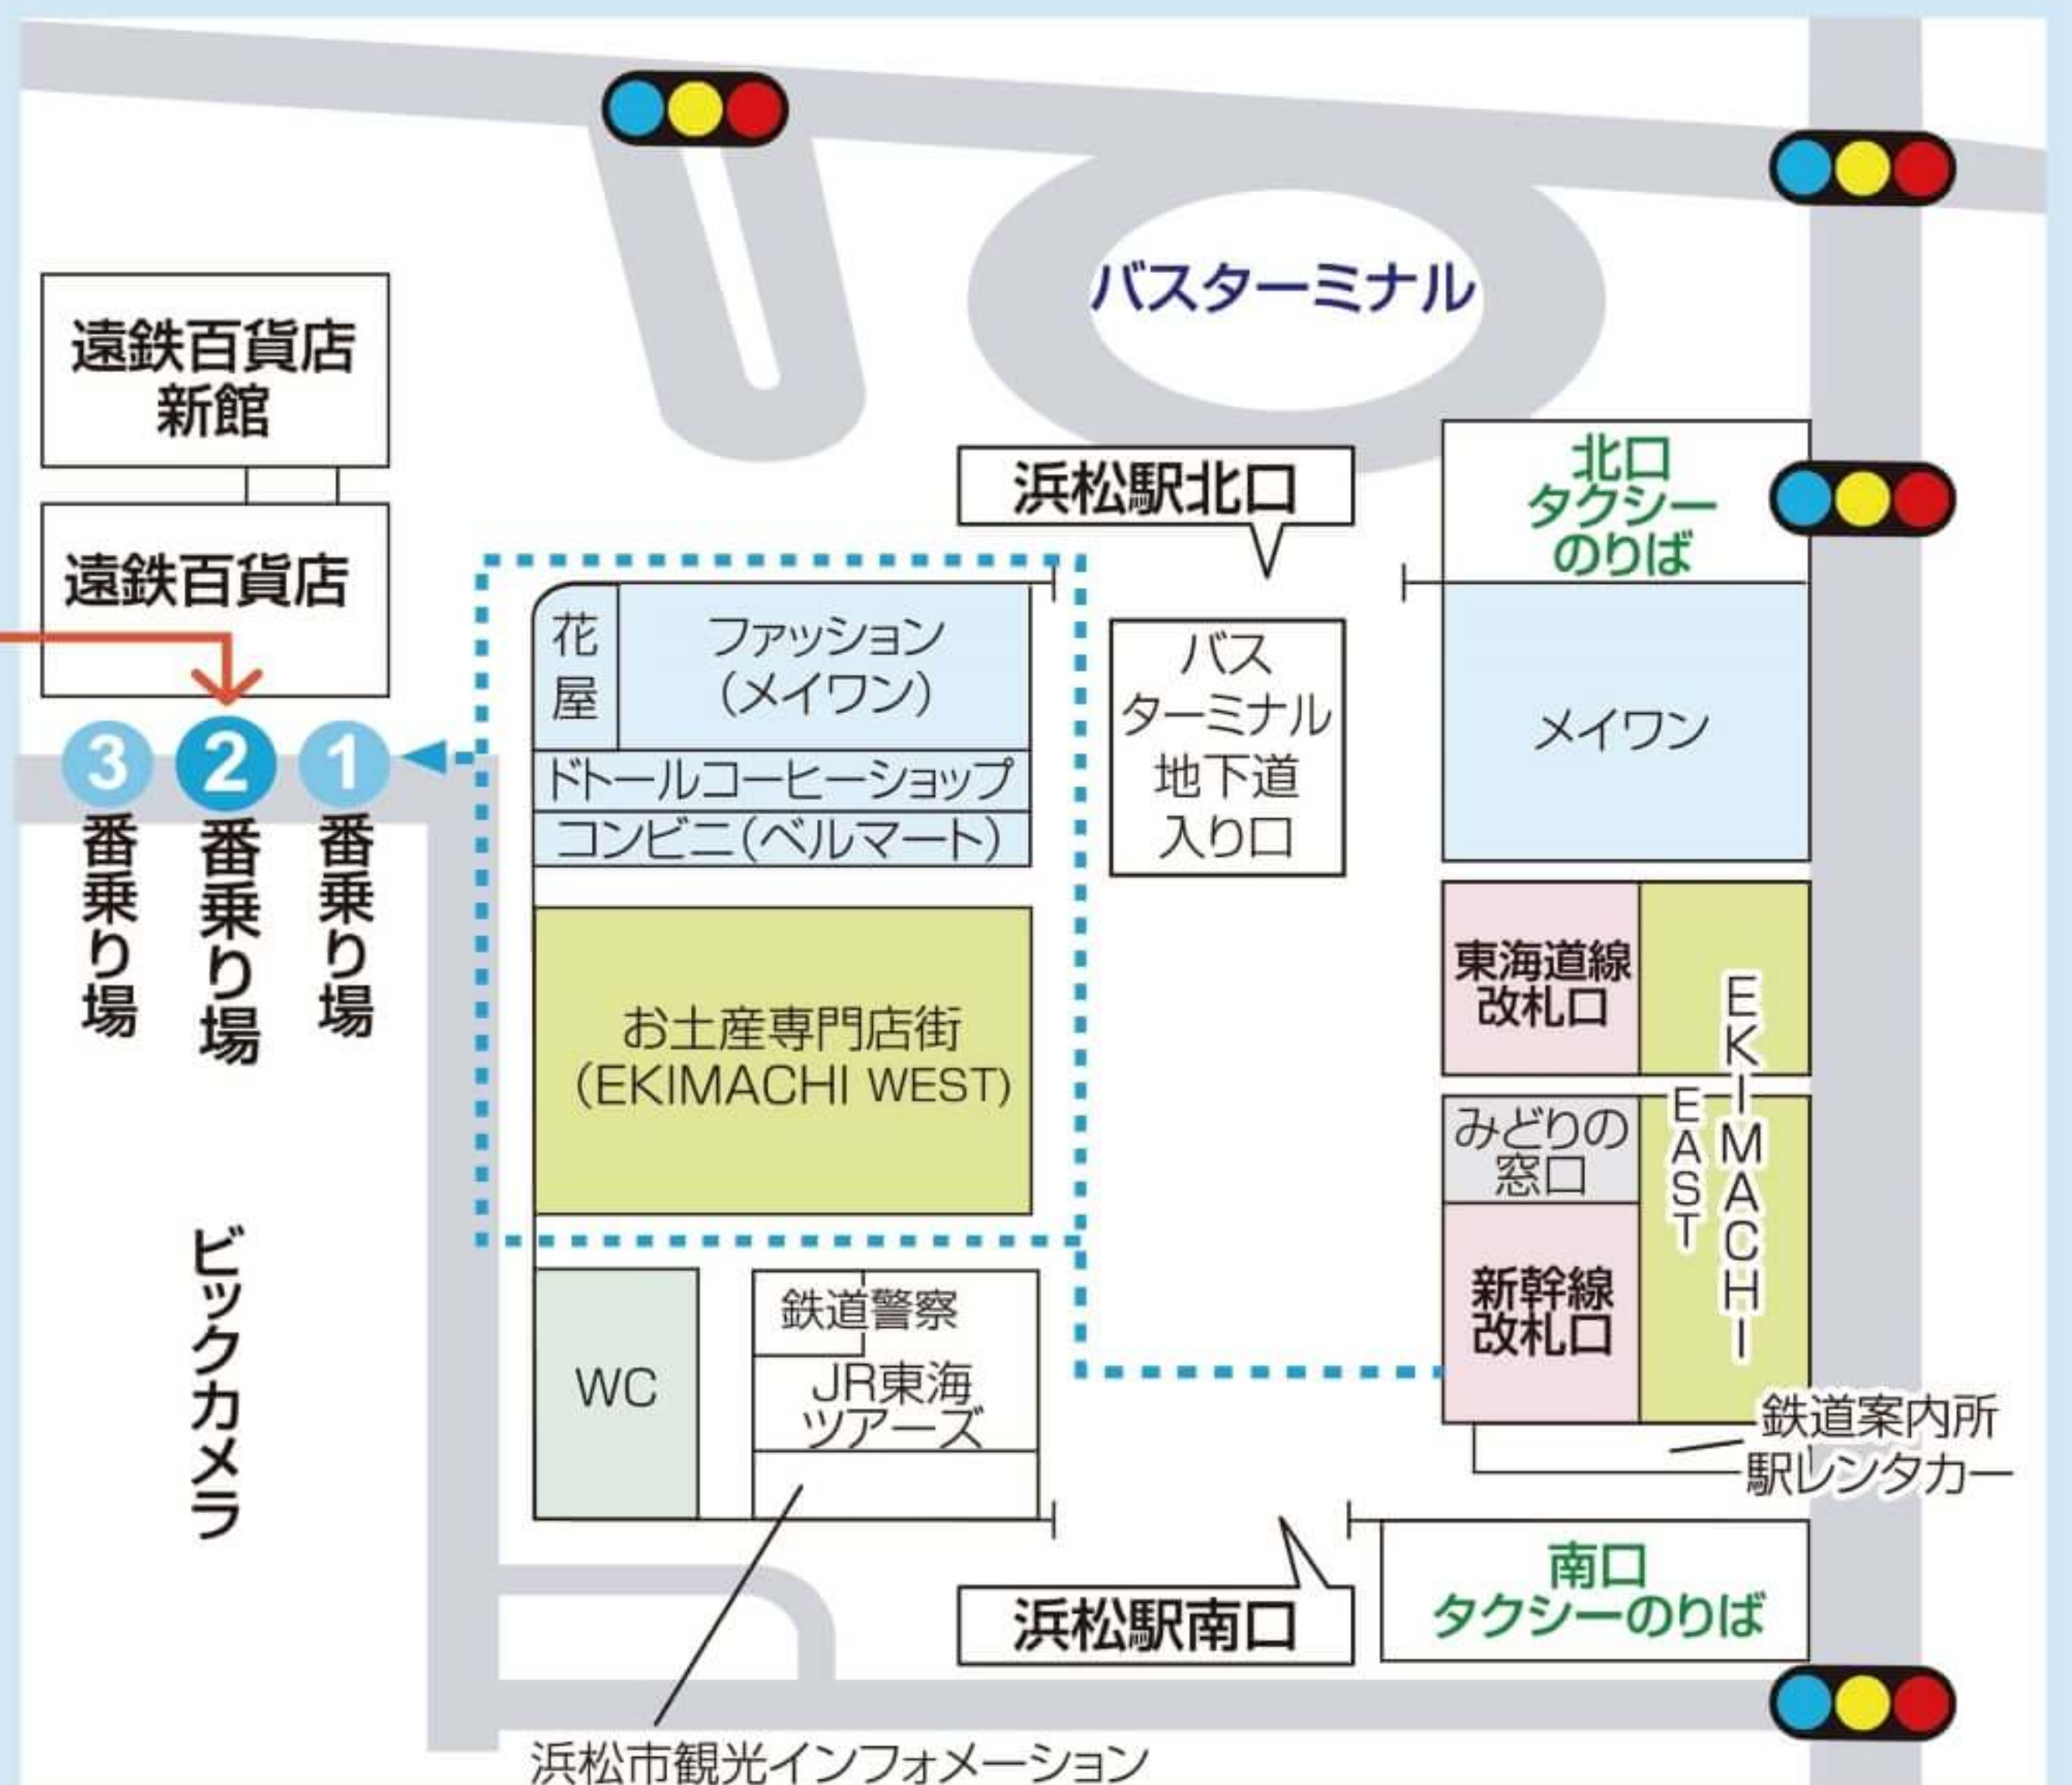 バスターミナル
遠鉄百貨店
新館
遠鉄百貨店
浜松駅北口
北口
タクシー
のりば
花屋
ファッション
(メイワン)
ドトールコーヒーショップ
コンビニ(ベルマート)
バス
ターミナル
地下道
入り口
メイワン
3
番乗り場
2
番乗り場
1
番乗り場
お土産専門店街
(EKIMACHI WEST)
東海道線
改札口
みどりの
窓口
新幹線
改札口
EKIMACHI
EAST
ビックカメラ
WC
鉄道警察
JR東海
ツアーズ
鉄道案内所
駅レンタカー
浜松駅南口
南口
タクシーのりば
浜松市観光インフォメーション